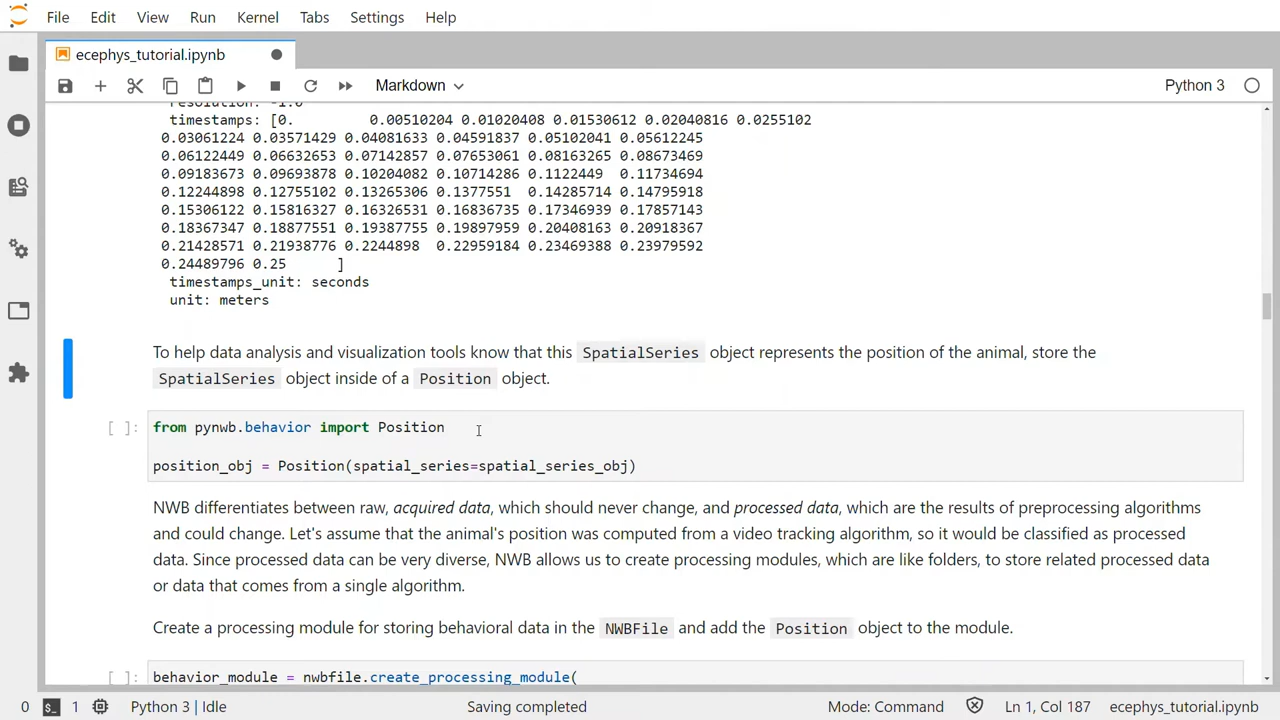 File Edit View Run Kernel Tabs Settings Help
ecephys_tutorial.ipynb
Markdown Python 3
resolution: -1.0
timestamps: [0. 0.00510204 0.01020408 0.01530612 0.02040816 0.0255102
0.03061224 0.03571429 0.04081633 0.04591837 0.05102041 0.05612245
0.06122449 0.06632653 0.07142857 0.07653061 0.08163265 0.08673469
0.09183673 0.09693878 0.10204082 0.10714286 0.1122449 0.11734694
0.12244898 0.12755102 0.13265306 0.1377551 0.14285714 0.14795918
0.15306122 0.15816327 0.16326531 0.16836735 0.17346939 0.17857143
0.18367347 0.18877551 0.19387755 0.19897959 0.20408163 0.20918367
0.21428571 0.21938776 0.2244898 0.22959184 0.23469388 0.23979592
0.24489796 0.25 ]
timestamps_unit: seconds
unit: meters
To help data analysis and visualization tools know that this SpatialSeries object represents the position of the animal, store the
SpatialSeries object inside of a Position object.
[ ]: from pynwb.behavior import Position
position_obj = Position(spatial_series=spatial_series_obj)
NWB differentiates between raw, acquired data, which should never change, and processed data, which are the results of preprocessing algorithms
and could change. Let's assume that the animal's position was computed from a video tracking algorithm, so it would be classified as processed
data. Since processed data can be very diverse, NWB allows us to create processing modules, which are like folders, to store related processed data
or data that comes from a single algorithm.
Create a processing module for storing behavioral data in the NWBFile and add the Position object to the module.
[ ]: behavior_module = nwbfile.create_processing_module(
0 $_ 1 Python 3 | Idle Saving completed Mode: Command Ln 1, Col 187 ecephys_tutorial.ipynb